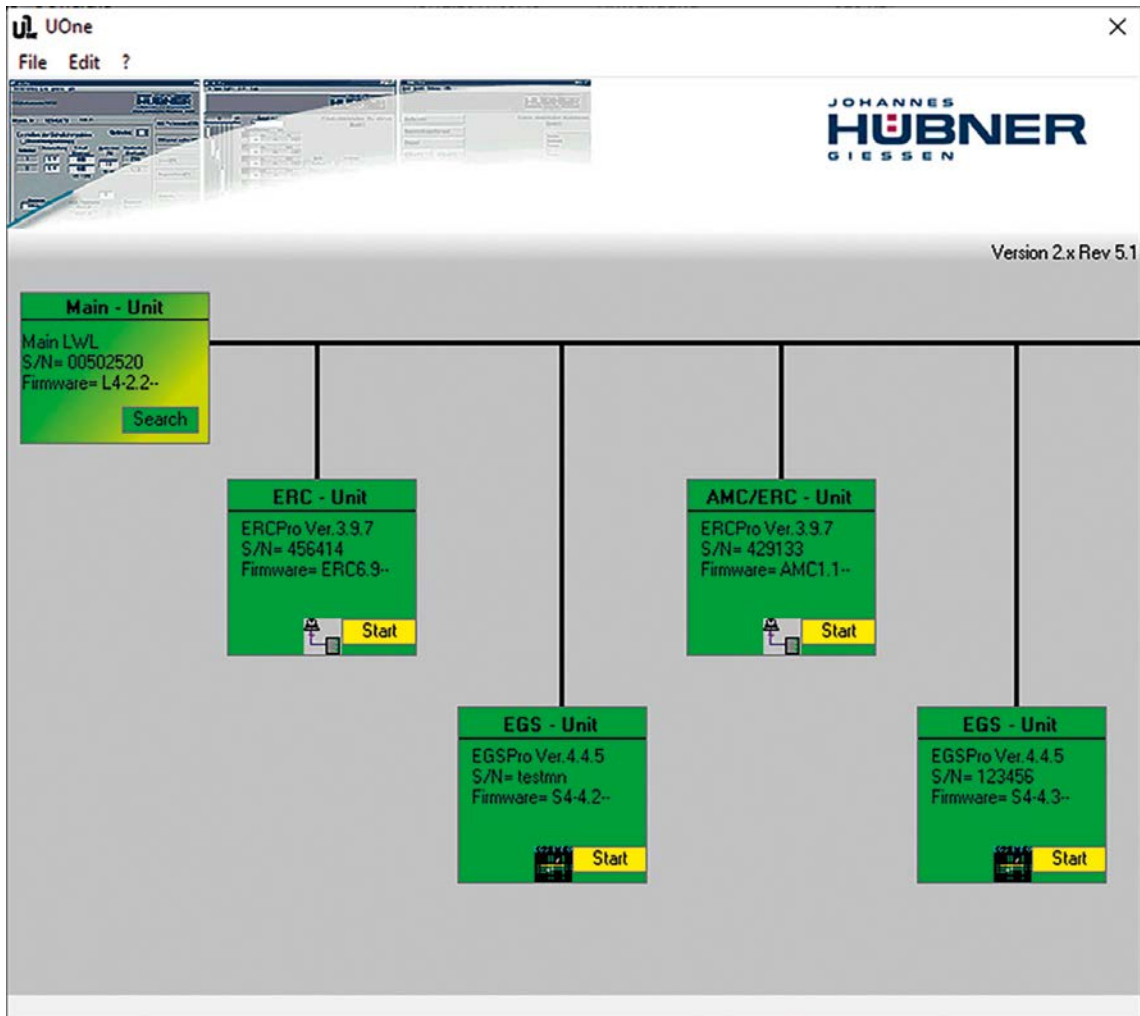 UOne
File Edit ?
JOHANNES
HÜBNER
GIESSEN
Version 2.x Rev 5.1
Main - Unit
Main LWL
S/N= 00502520
Firmware= L4-2.2--
Search
ERC - Unit
ERCPro Ver.3.9.7
S/N= 456414
Firmware= ERC6.9--
Start
AMC/ERC - Unit
ERCPro Ver.3.9.7
S/N= 429133
Firmware= AMC1.1--
Start
EGS - Unit
EGSPro Ver.4.4.5
S/N= testmn
Firmware= S4-4.2--
Start
EGS - Unit
EGSPro Ver.4.4.5
S/N= 123456
Firmware= S4-4.3--
Start